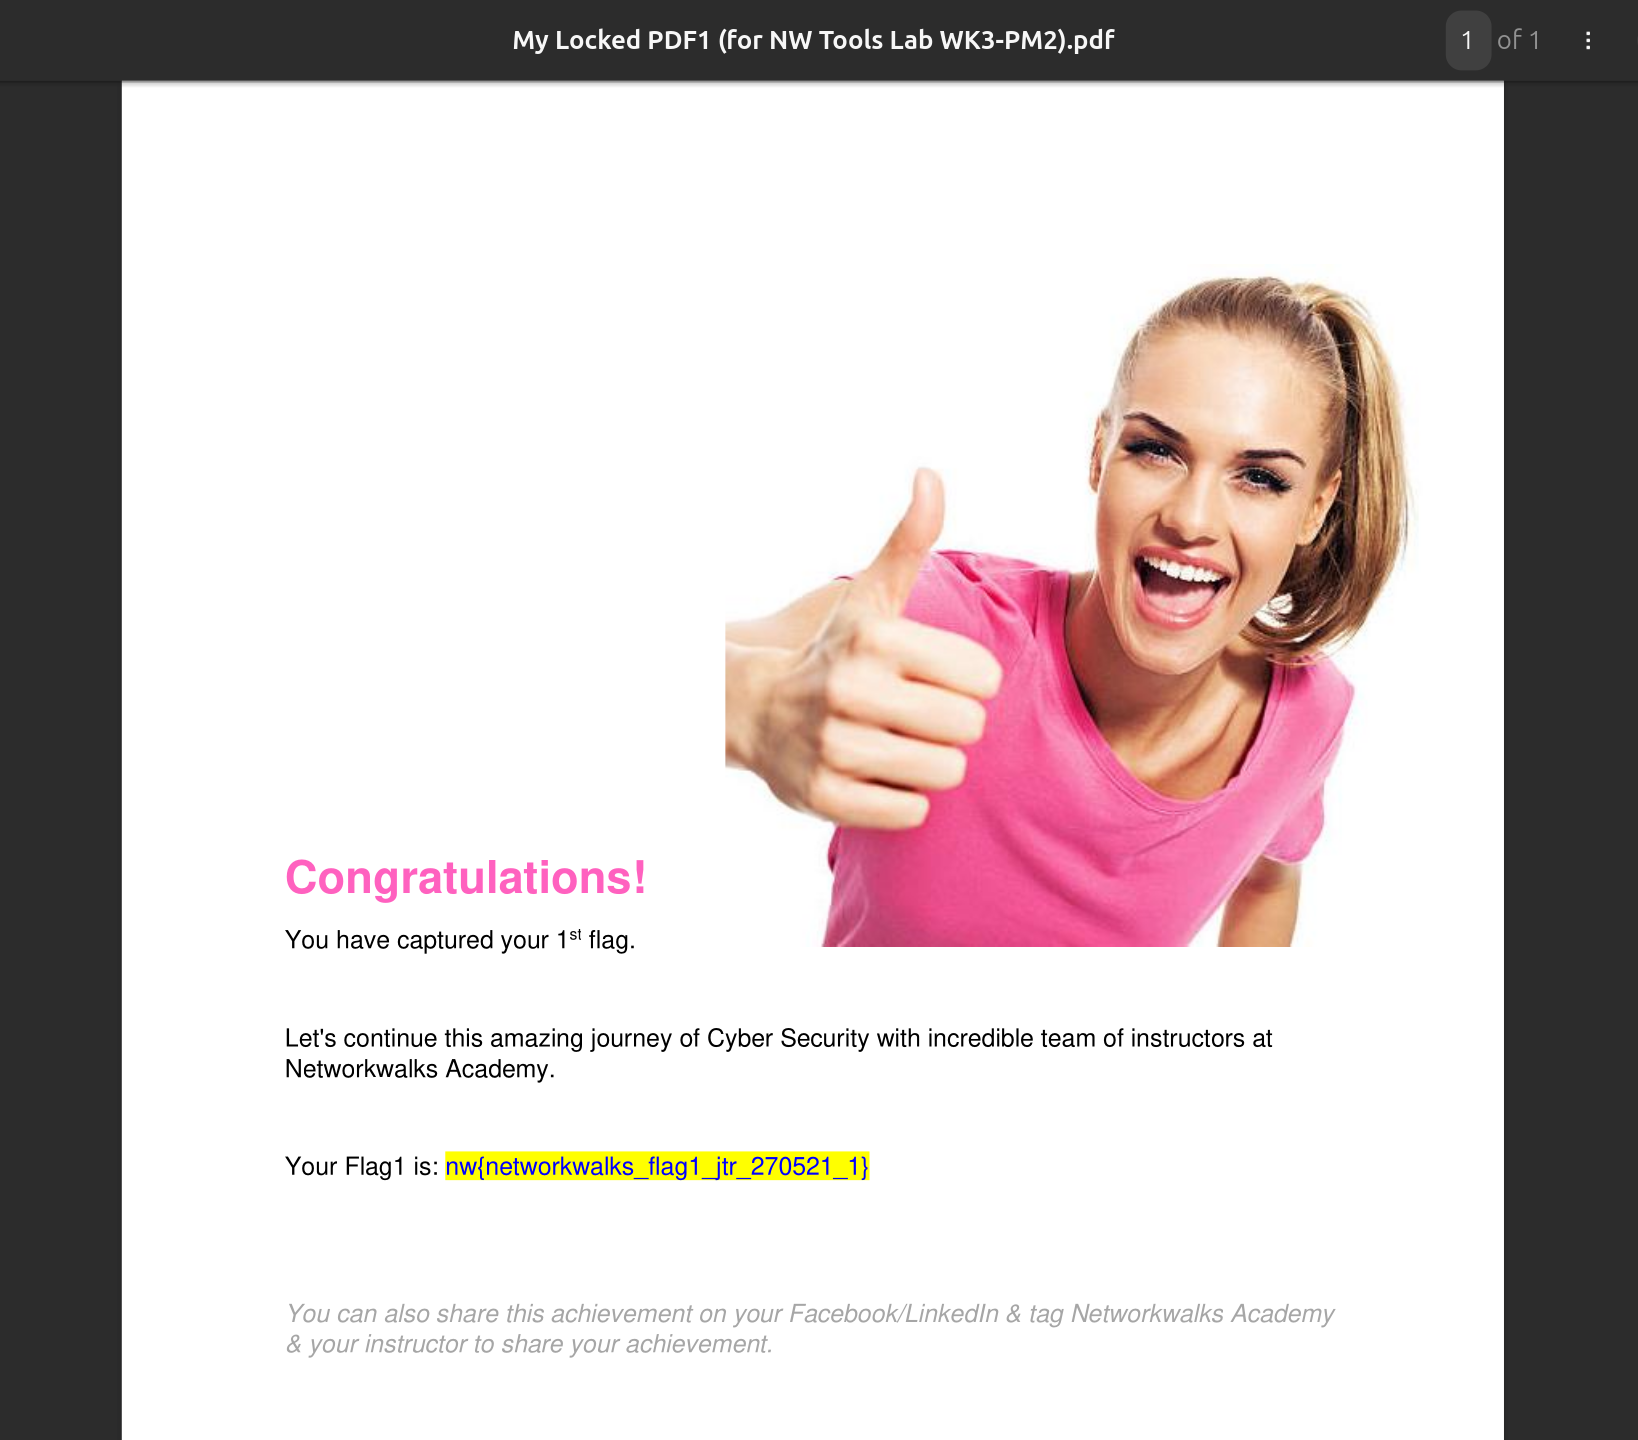 My Locked PDF1 (for NW Tools Lab WK3-PM2).pdf
1 of 1
Congratulations!
You have captured your 1st flag.
Let's continue this amazing journey of Cyber Security with incredible team of instructors at
Networkwalks Academy.
Your Flag1 is: nw{networkwalks_flag1_jtr_270521_1}
You can also share this achievement on your Facebook/LinkedIn & tag Networkwalks Academy
& your instructor to share your achievement.